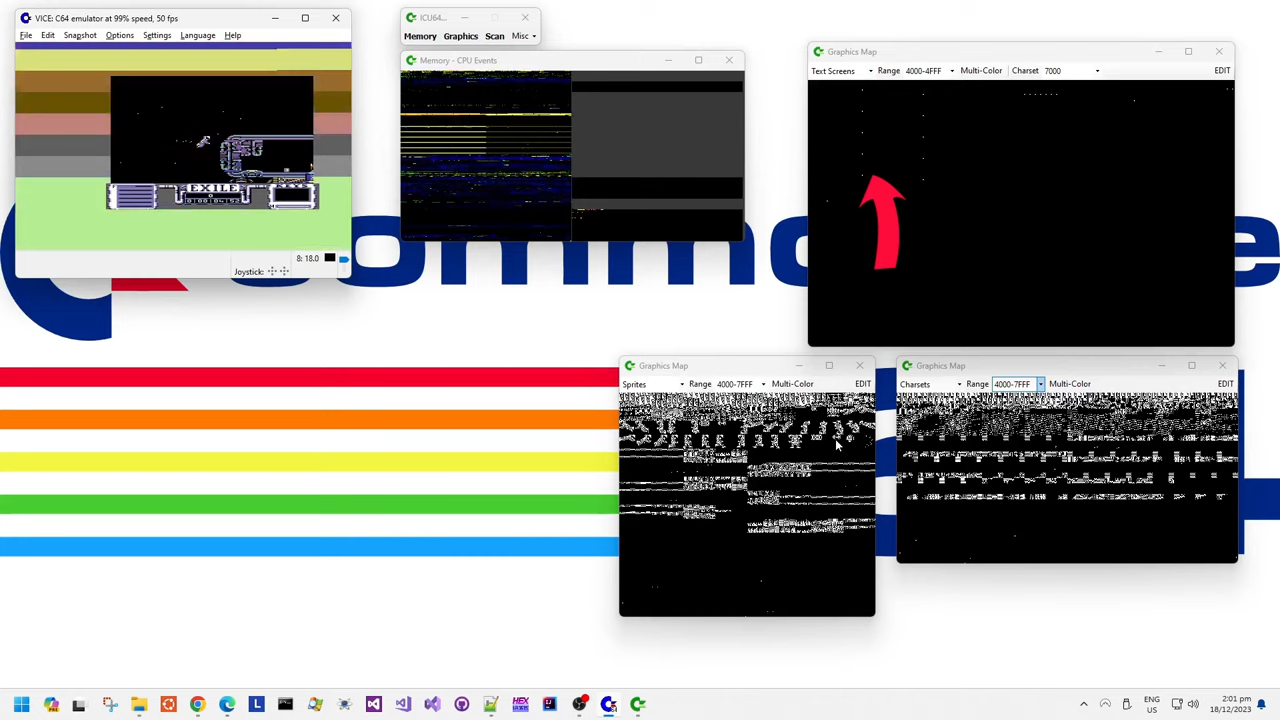 VICE: C64 emulator at 99% speed, 50 fps
File Edit Snapshot Options Settings Language Help
EXILE
8: 18.0
Joystick:
ICU64...
Memory Graphics Scan Misc
Memory - CPU Events
Graphics Map
Text Screens Range 4000-4FFF Multi-Color Charset 7000 EDIT
Graphics Map
Sprites Range 4000-7FFF Multi-Color EDIT
Graphics Map
Charsets Range 4000-7FFF Multi-Color EDIT
ENG
US
2:01 pm
18/12/2023